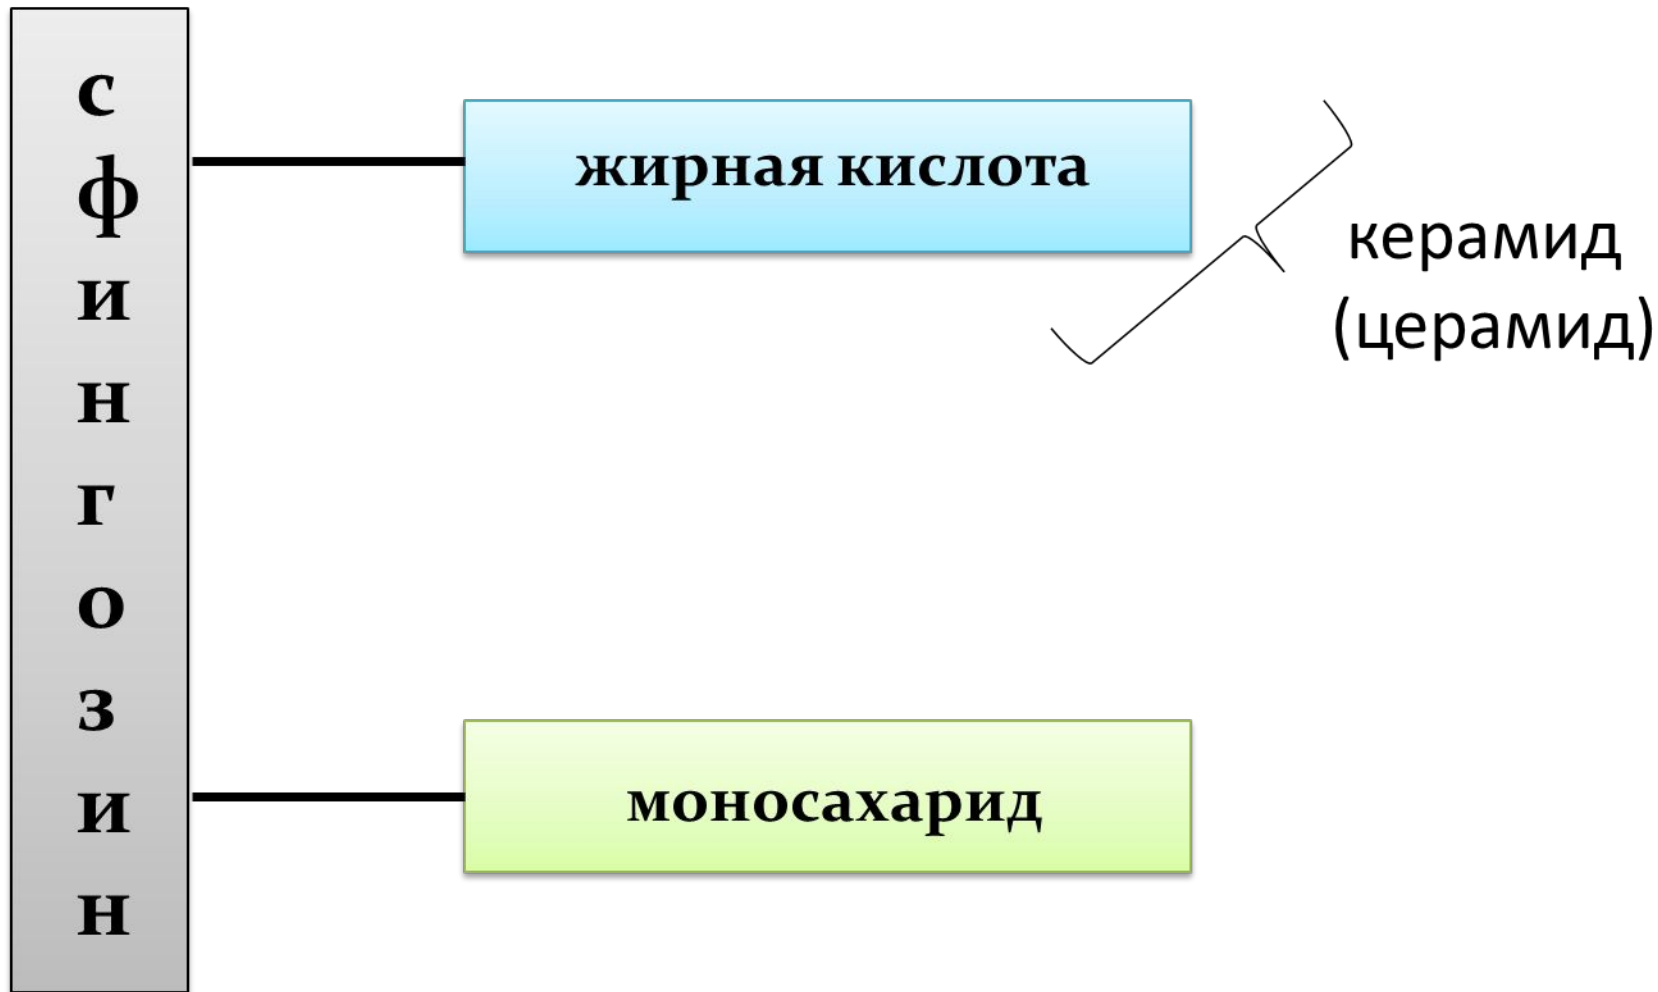 сфингозин
жирная кислота
керамид
(церамид)
моносахарид